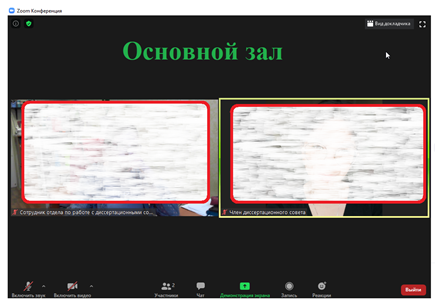 Zoom Конференция
Вид докладчика
Основной зал
Сотрудник отдела по работе с диссертационными со...
Член диссертационного совета
Включить звук
Включить видео
Участники
2
Чат
Демонстрация экрана
Запись
Реакции
Выйти